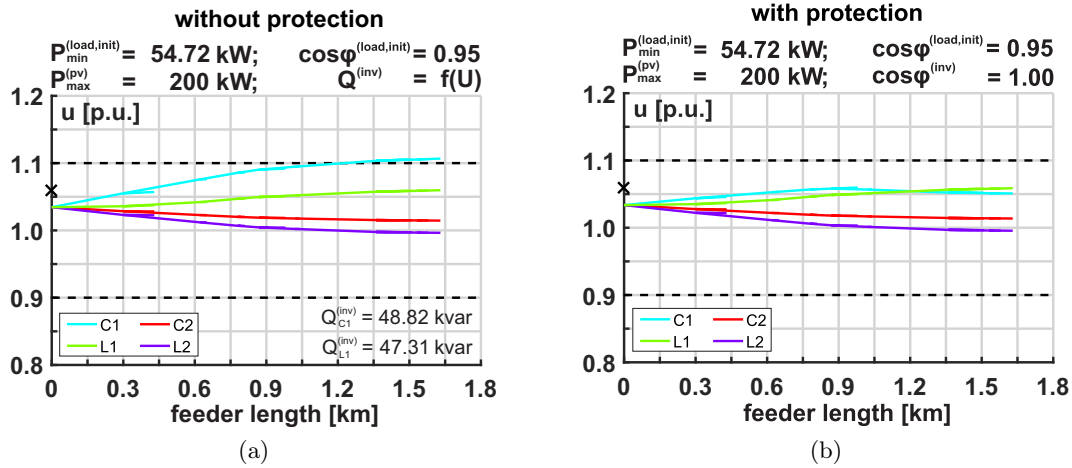 without protection
P_min^(load,init) = 54.72 kW; cosφ^(load,init) = 0.95
P_max^(pv) = 200 kW; Q^(inv) = f(U)
1.2
u [p.u.]
1.1
1.0
0.9
0.8
C1 C2
L1 L2
Q_C1^(inv) = 48.82 kvar
Q_L1^(inv) = 47.31 kvar
0 0.3 0.6 0.9 1.2 1.5 1.8
feeder length [km]
(a)
with protection
P_min^(load,init) = 54.72 kW; cosφ^(load,init) = 0.95
P_max^(pv) = 200 kW; cosφ^(inv) = 1.00
1.2
u [p.u.]
1.1
1.0
0.9
0.8
C1 C2
L1 L2
0 0.3 0.6 0.9 1.2 1.5 1.8
feeder length [km]
(b)